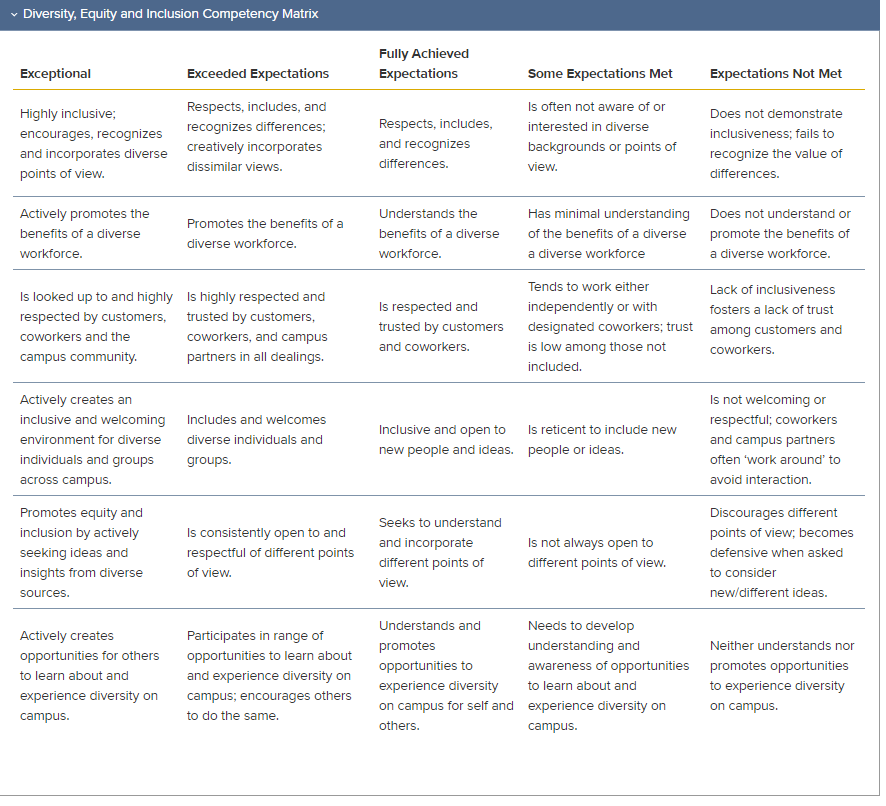 Diversity, Equity and Inclusion Competency Matrix
Exceptional
Exceeded Expectations
Fully Achieved
Expectations
Some Expectations Met
Expectations Not Met
Highly inclusive;
encourages, recognizes
and incorporates diverse
points of view.
Respects, includes, and
recognizes differences;
creatively incorporates
dissimilar views.
Respects, includes,
and recognizes
differences.
Is often not aware of or
interested in diverse
backgrounds or points of
view.
Does not demonstrate
inclusiveness; fails to
recognize the value of
differences.
Actively promotes the
benefits of a diverse
workforce.
Promotes the benefits of a
diverse workforce.
Understands the
benefits of a diverse
workforce.
Has minimal understanding
of the benefits of a diverse
a diverse workforce
Does not understand or
promote the benefits of
a diverse workforce.
Is looked up to and highly
respected by customers,
coworkers and the
campus community.
Is highly respected and
trusted by customers,
coworkers, and campus
partners in all dealings.
Is respected and
trusted by customers
and coworkers.
Tends to work either
independently or with
designated coworkers; trust
is low among those not
included.
Lack of inclusiveness
fosters a lack of trust
among customers and
coworkers.
Actively creates an
inclusive and welcoming
environment for diverse
individuals and groups
across campus.
Includes and welcomes
diverse individuals and
groups.
Inclusive and open to
new people and ideas.
Is reticent to include new
people or ideas.
Is not welcoming or
respectful; coworkers
and campus partners
often ‘work around’ to
avoid interaction.
Promotes equity and
inclusion by actively
seeking ideas and
insights from diverse
sources.
Is consistently open to and
respectful of different points
of view.
Seeks to understand
and incorporate
different points of
view.
Is not always open to
different points of view.
Discourages different
points of view; becomes
defensive when asked
to consider
new/different ideas.
Actively creates
opportunities for others
to learn about and
experience diversity on
campus.
Participates in range of
opportunities to learn about
and experience diversity on
campus; encourages others
to do the same.
Understands and
promotes
opportunities to
experience diversity
on campus for self and
others.
Needs to develop
understanding and
awareness of opportunities
to learn about and
experience diversity on
campus.
Neither understands nor
promotes opportunities
to experience diversity
on campus.